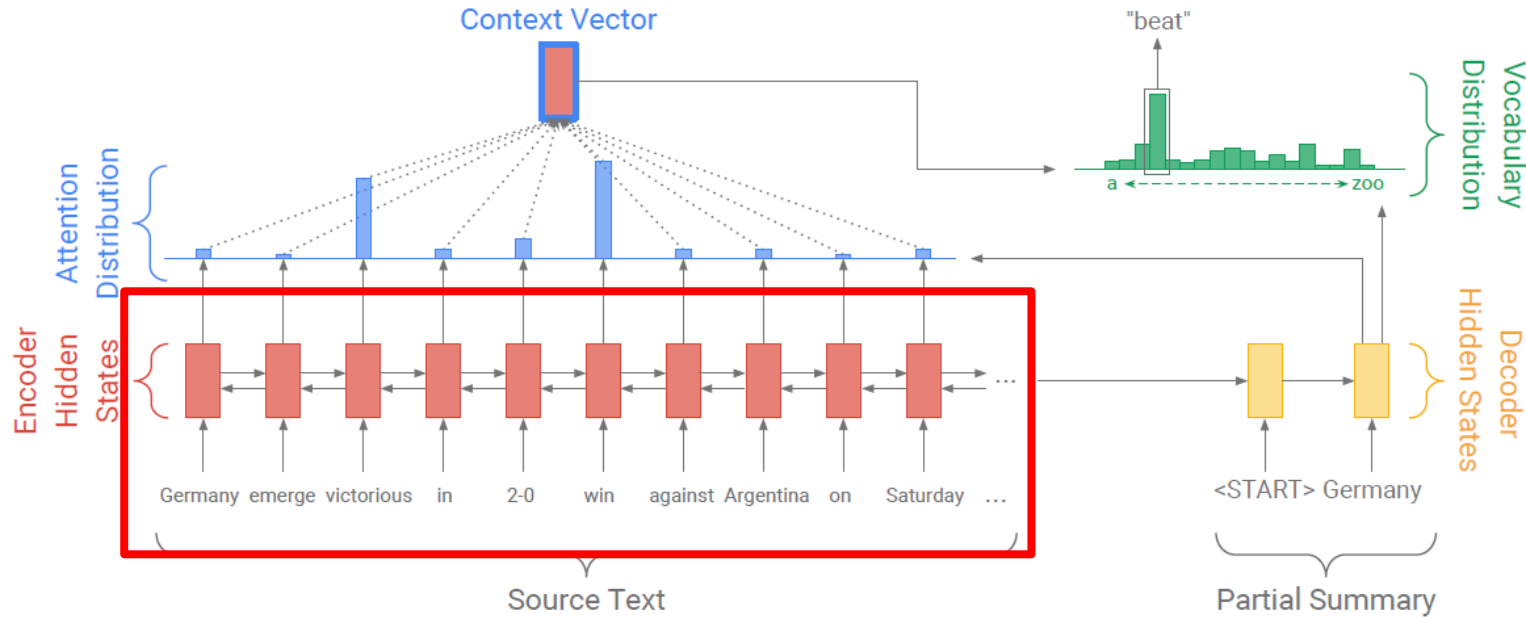 Context Vector
"beat"
Vocabulary
Distribution
a
zoo
Attention
Distribution
Encoder
Hidden
States
...
Decoder
Hidden States
Germany emerge victorious in 2-0 win against Argentina on Saturday ...
<START> Germany
Source Text
Partial Summary